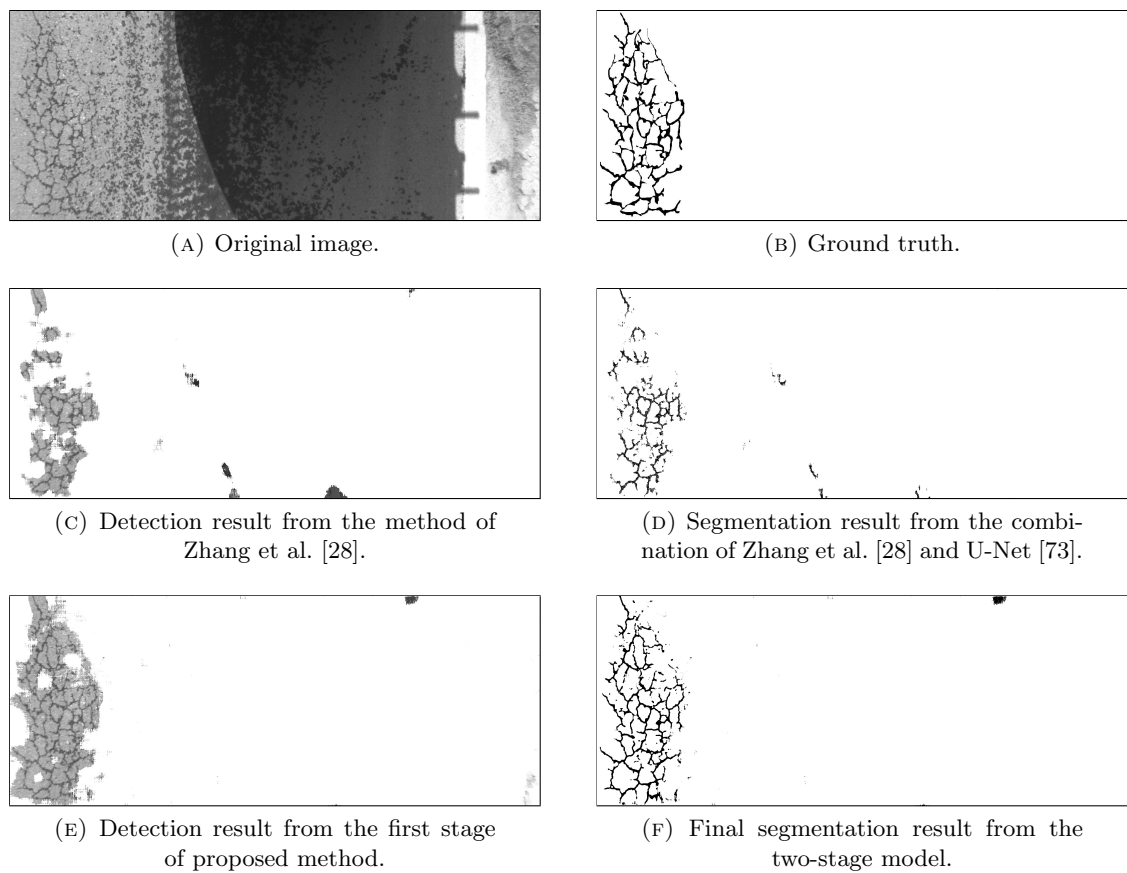 (A) Original image.
(B) Ground truth.
(C) Detection result from the method of
Zhang et al. [28].
(D) Segmentation result from the combi-
nation of Zhang et al. [28] and U-Net [73].
(E) Detection result from the first stage
of proposed method.
(F) Final segmentation result from the
two-stage model.